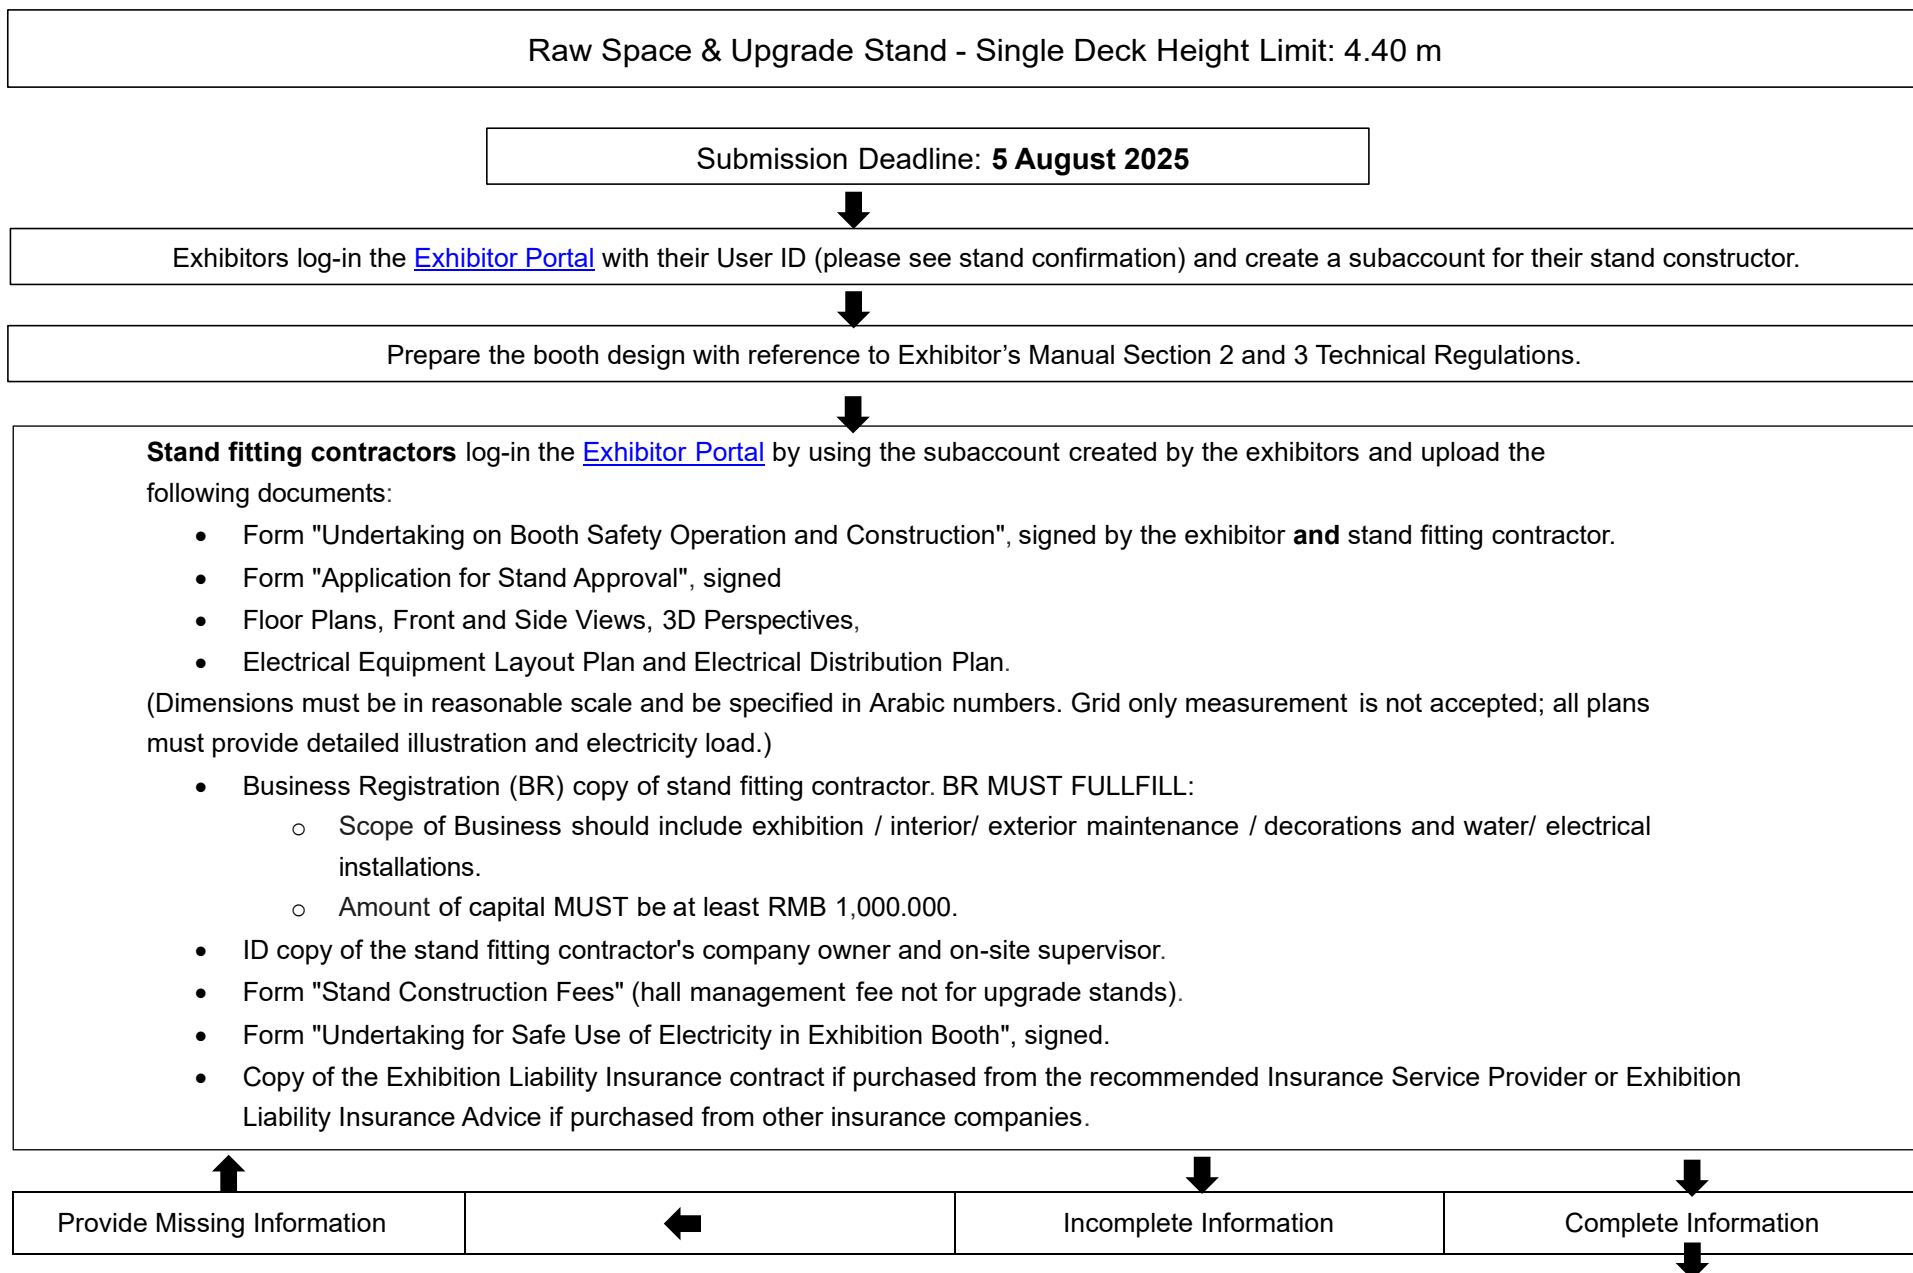 Raw Space & Upgrade Stand - Single Deck Height Limit: 4.40 m
Submission Deadline: 5 August 2025
Exhibitors log-in the Exhibitor Portal with their User ID (please see stand confirmation) and create a subaccount for their stand constructor.
Prepare the booth design with reference to Exhibitor’s Manual Section 2 and 3 Technical Regulations.
Stand fitting contractors log-in the Exhibitor Portal by using the subaccount created by the exhibitors and upload the
following documents:
• Form "Undertaking on Booth Safety Operation and Construction", signed by the exhibitor and stand fitting contractor.
• Form "Application for Stand Approval", signed
• Floor Plans, Front and Side Views, 3D Perspectives,
• Electrical Equipment Layout Plan and Electrical Distribution Plan.
(Dimensions must be in reasonable scale and be specified in Arabic numbers. Grid only measurement is not accepted; all plans
must provide detailed illustration and electricity load.)
• Business Registration (BR) copy of stand fitting contractor. BR MUST FULLFILL:
o Scope of Business should include exhibition / interior/ exterior maintenance / decorations and water/ electrical
installations.
o Amount of capital MUST be at least RMB 1,000.000.
• ID copy of the stand fitting contractor's company owner and on-site supervisor.
• Form "Stand Construction Fees" (hall management fee not for upgrade stands).
• Form "Undertaking for Safe Use of Electricity in Exhibition Booth", signed.
• Copy of the Exhibition Liability Insurance contract if purchased from the recommended Insurance Service Provider or Exhibition
Liability Insurance Advice if purchased from other insurance companies.
Provide Missing Information
Incomplete Information
Complete Information